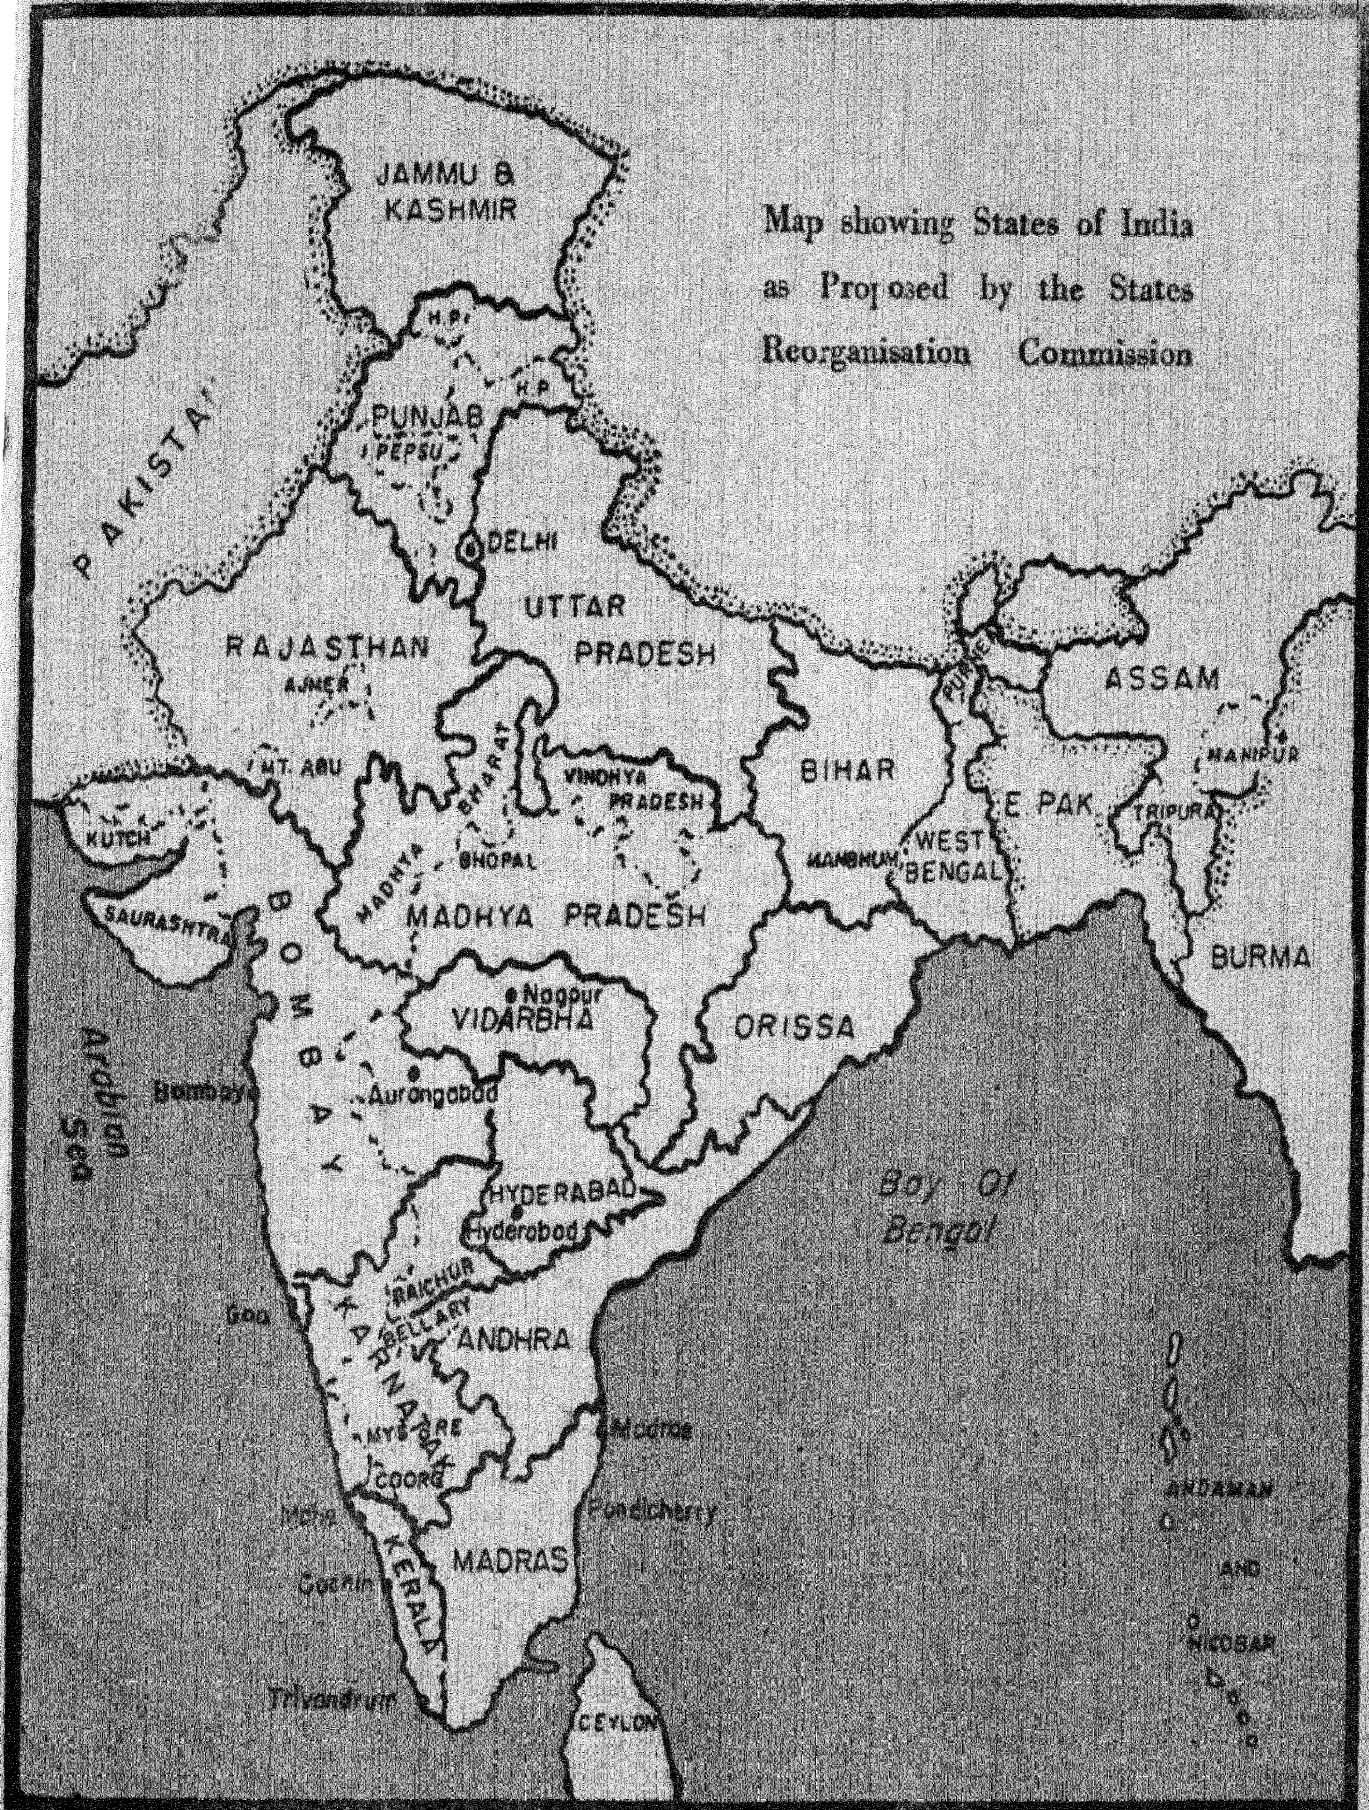 JAMMU &
KASHMIR
Map showing States of India
as Proposed by the States
Reorganisation Commission
H.P.
H.P.
PUNJAB
PEPSU
PAKISTAN
DELHI
UTTAR
PRADESH
RAJASTHAN
AJMER
MT. ABU
ASSAM
MANIPUR
BIHAR
VINDHYA
PRADESH
MADHYA
BHARAT
E PAK
TRIPURA
KUTCH
BHOPAL
MANBHUM
WEST
BENGAL
MADHYA PRADESH
SAURASHTRA
BOMBAY
BURMA
Nagpur
VIDARBHA
ORISSA
Arabian
Sea
Bombay
Aurangabad
HYDERABAD
Hyderabad
Bay Of
Bengal
RAICHUR
BELLARY
Goa
KARNATAK
ANDHRA
MYSORE
COORG
Madras
Mahe
Pondicherry
KERALA
MADRAS
Cochin
Trivandrum
CEYLON
ANDAMAN
AND
NICOBAR